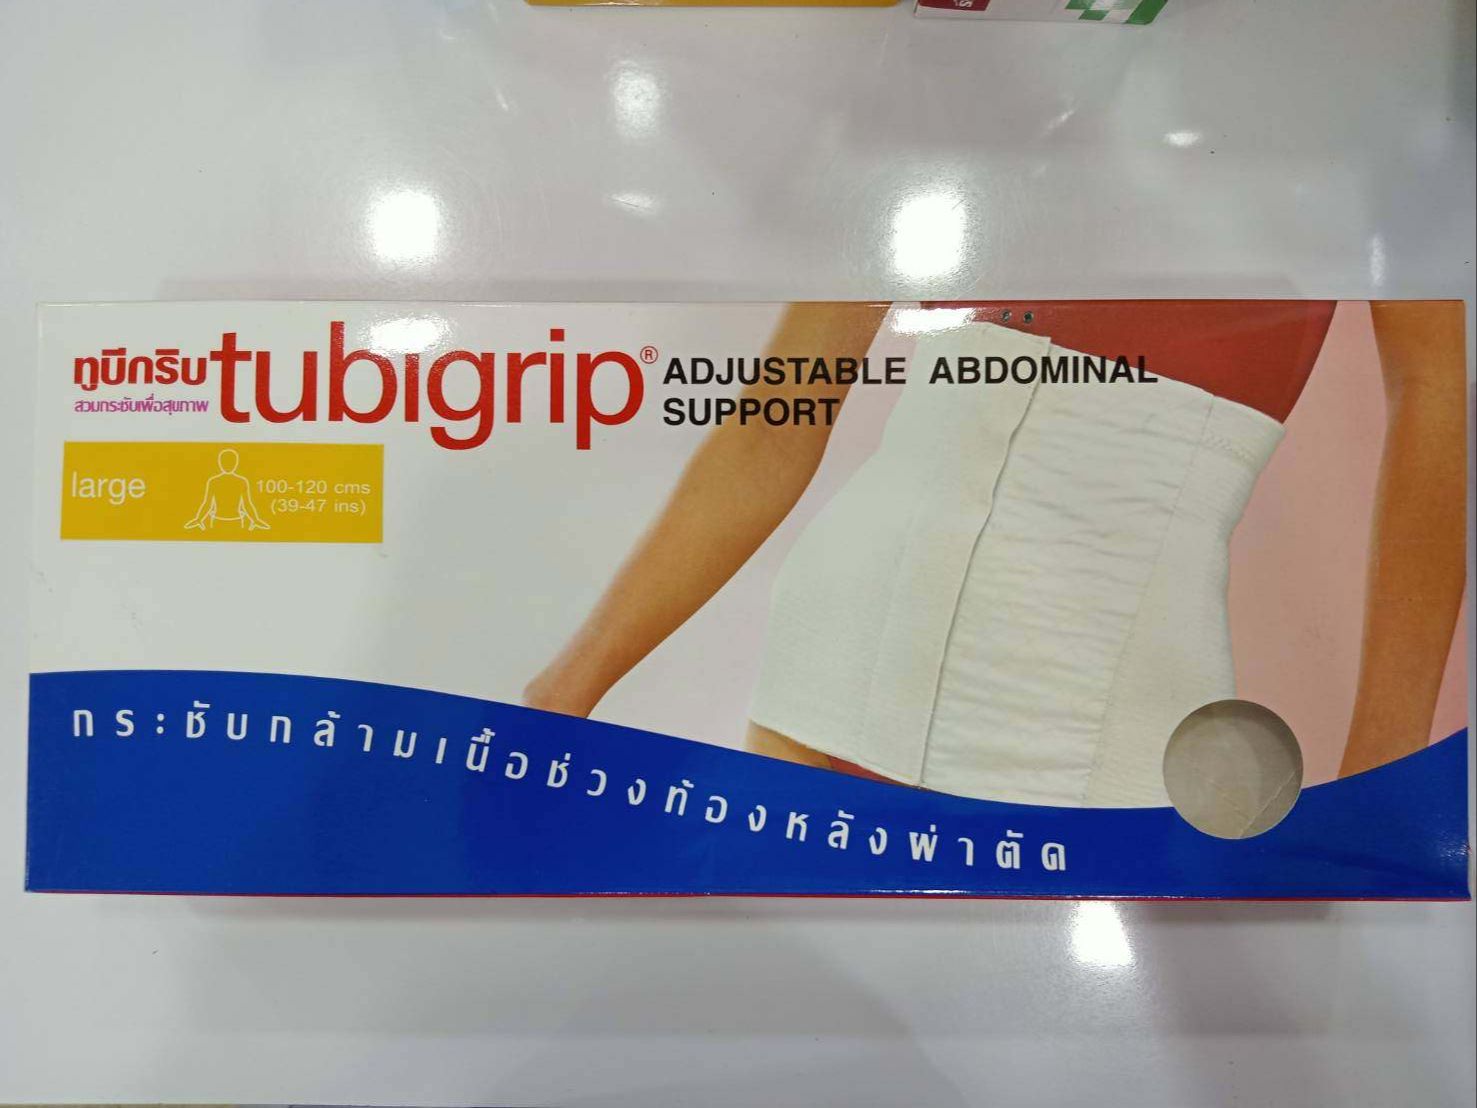 ทูบีกริบ tubigrip® ADJUSTABLE ABDOMINAL
สวมกระชับเพื่อสุขภาพ SUPPORT
large 100-120 cms
(39-47 ins)
กระชับกล้ามเนื้อช่วงท้องหลังผ่าตัด